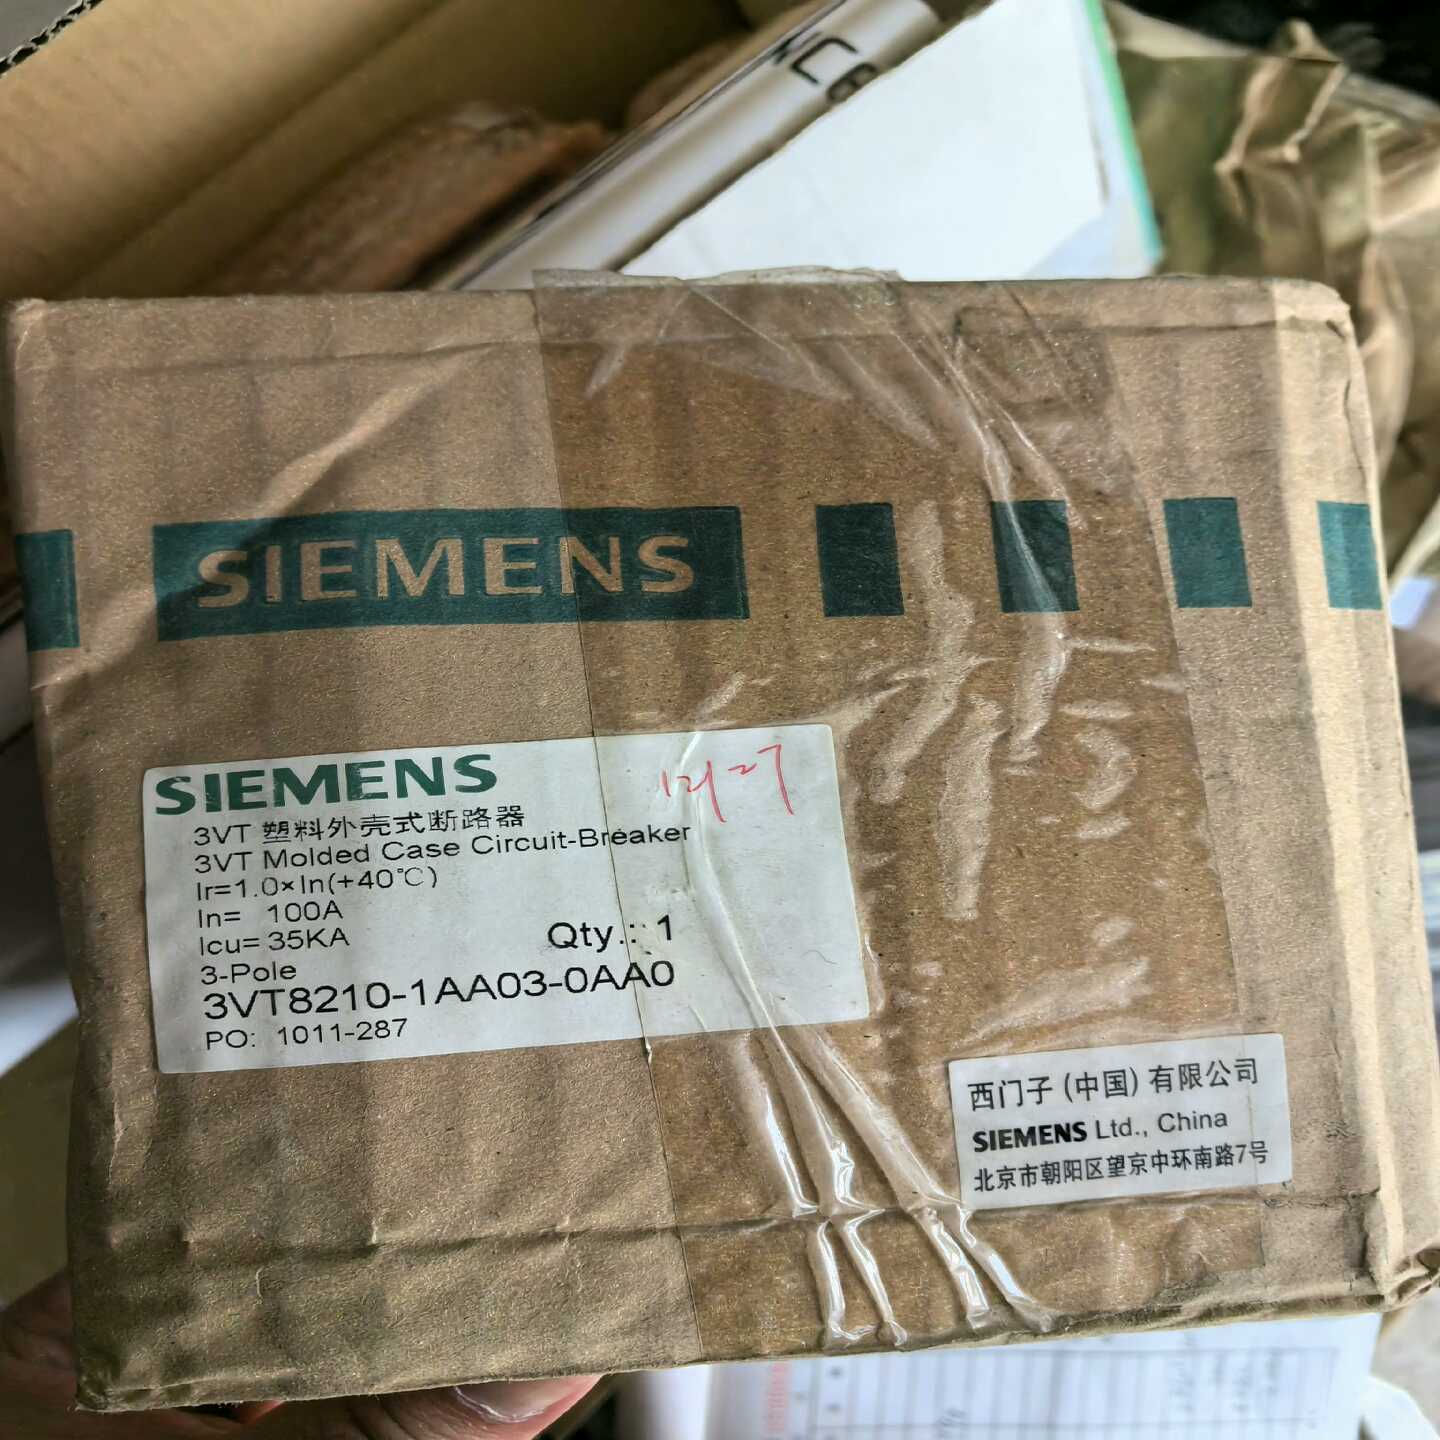 SIEMENS
SIEMENS
3VT 塑料外壳式断路器
3VT Molded Case Circuit-Breaker
Ir=1.0×In(+40℃)
In= 100A
Icu= 35KA
Qty.: 1
3-Pole
3VT8210-1AA03-0AA0
PO: 1011-287
西门子 (中国) 有限公司
SIEMENS Ltd., China
北京市朝阳区望京中环南路7号